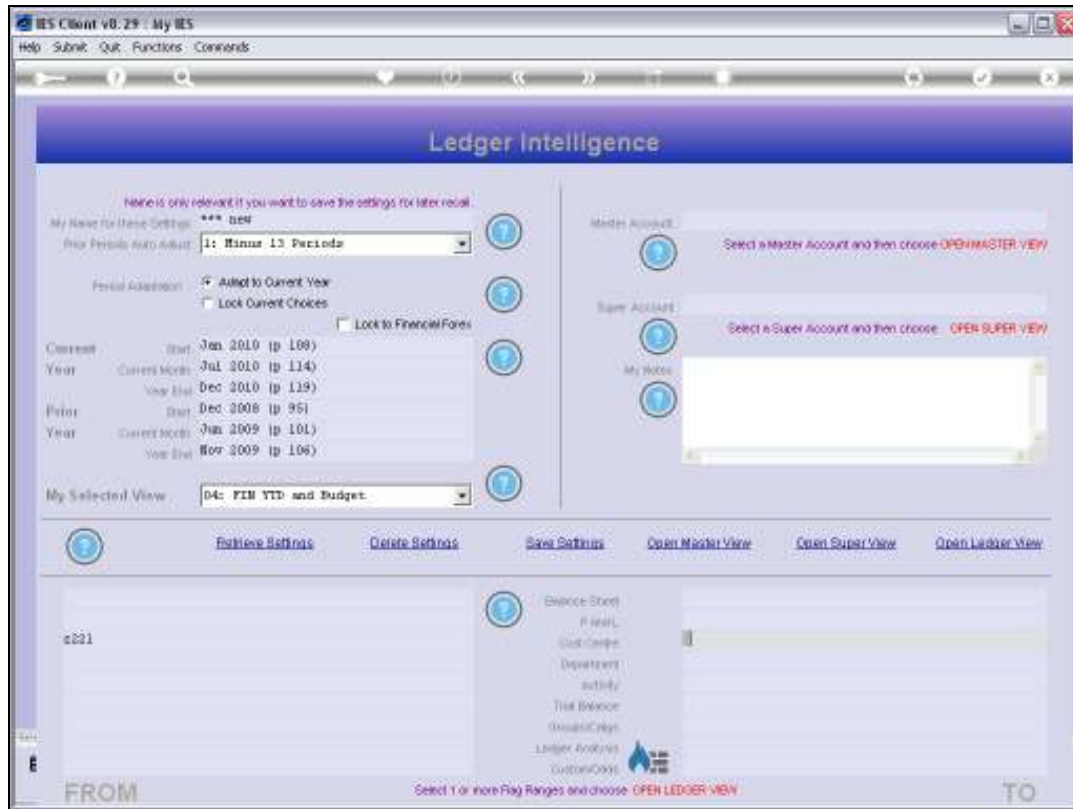 IES Client v8.29 : My IES
Help Submit Quit Functions Commands
Ledger Intelligence
Name is only relevant if you want to save the settings for later recall.
My Name for these Settings *** new
Prior Periods Auto Adjust 1: Minus 13 Periods
Master Account
Select a Master Account and then choose OPEN MASTER VIEW
Period Adaptation Adapt to Current Year
Lock Current Choices
Lock to Financial Forex
Super Account
Select a Super Account and then choose OPEN SUPER VIEW
Current Start Jan 2010 (p 108)
Year Current Month Jul 2010 (p 114)
Year End Dec 2010 (p 119)
Prior Start Dec 2008 (p 95)
Year Current Month Jun 2009 (p 101)
Year End Nov 2009 (p 106)
My Notes
My Selected View 04: FIN YTD and Budget
Retrieve Settings Delete Settings Save Settings Open Master View Open Super View Open Ledger View
Balance Sheet
P and L
c221 Cost Centre
Department
Activity
Trial Balance
Ledger Analysis
FROM Select 1 or more Flag Ranges and choose OPEN LEDGER VIEW TO